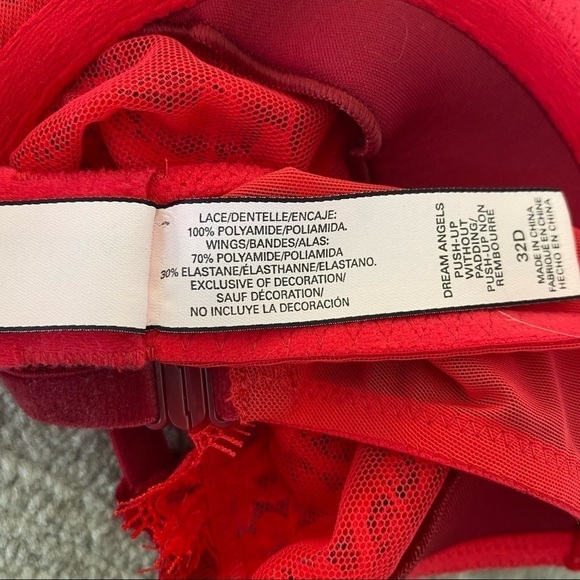 LACE/DENTELLE/ENCAJE:
100% POLYAMIDE/POLIAMIDA.
WINGS/BANDES/ALAS:
70% POLYAMIDE/POLIAMIDA
30% ELASTANE/ÉLASTHANNE/ELASTANO.
EXCLUSIVE OF DECORATION/
SAUF DÉCORATION/
NO INCLUYE LA DECORACIÓN
DREAM ANGELS
PUSH-UP
WITHOUT
PADDING/
PUSH-UP NON
REMBOURRÉ
32D
MADE IN CHINA
FABRIQUÉ EN CHINE
HECHO EN CHINA